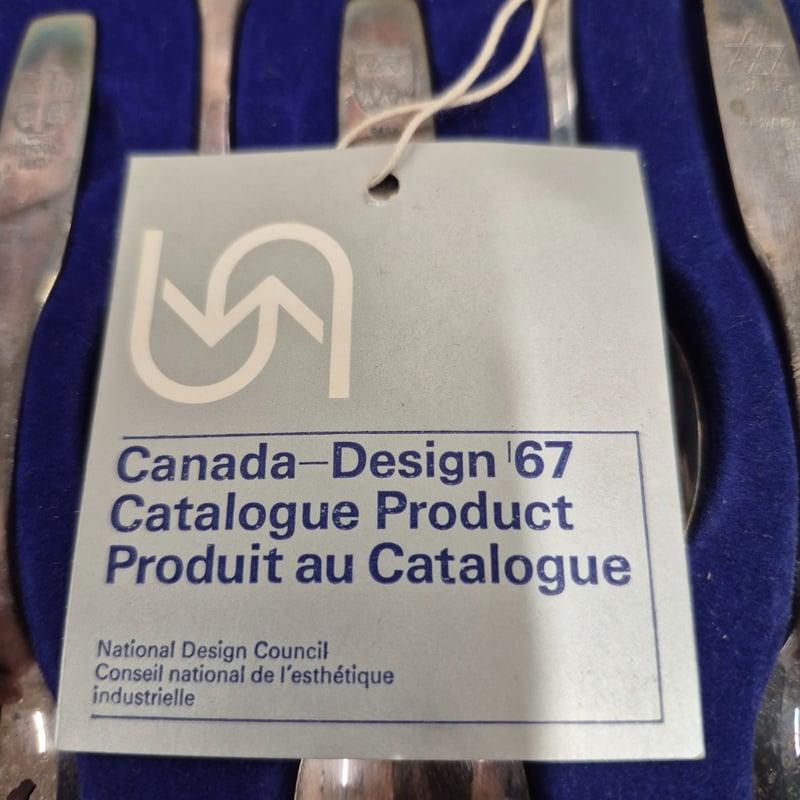 Canada–Design '67
Catalogue Product
Produit au Catalogue
National Design Council
Conseil national de l'esthétique
industrielle